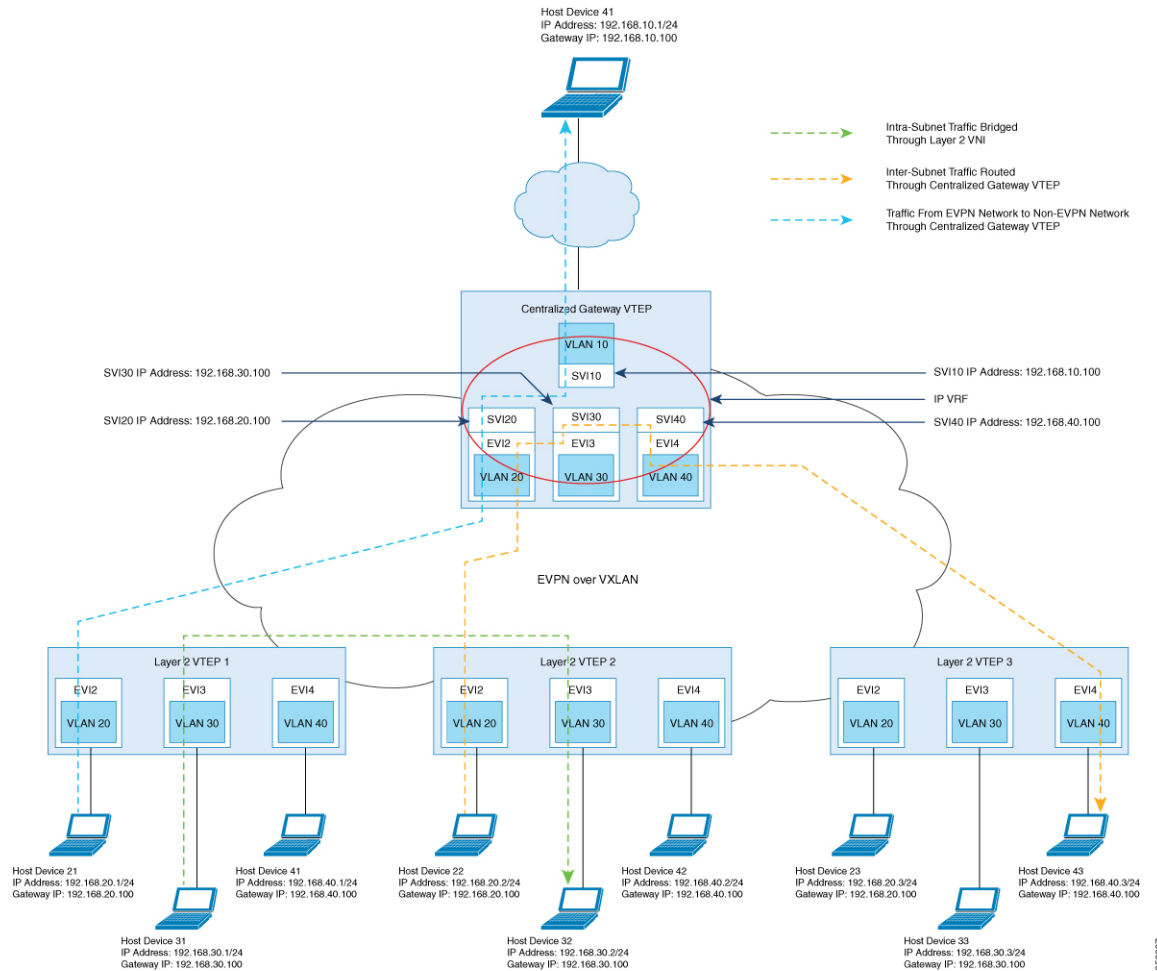 Host Device 41
IP Address: 192.168.10.1/24
Gateway IP: 192.168.10.100
Intra-Subnet Traffic Bridged
Through Layer 2 VNI
Inter-Subnet Traffic Routed
Through Centralized Gateway VTEP
Traffic From EVPN Network to Non-EVPN Network
Through Centralized Gateway VTEP
Centralized Gateway VTEP
VLAN 10
SVI10
SVI30 IP Address: 192.168.30.100
SVI10 IP Address: 192.168.10.100
IP VRF
SVI20 IP Address: 192.168.20.100
SVI40 IP Address: 192.168.40.100
SVI20
SVI30
SVI40
EVI2
EVI3
EVI4
VLAN 20
VLAN 30
VLAN 40
EVPN over VXLAN
Layer 2 VTEP 1
EVI2
EVI3
EVI4
VLAN 20
VLAN 30
VLAN 40
Layer 2 VTEP 2
EVI2
EVI3
EVI4
VLAN 20
VLAN 30
VLAN 40
Layer 2 VTEP 3
EVI2
EVI3
EVI4
VLAN 20
VLAN 30
VLAN 40
Host Device 21
IP Address: 192.168.20.1/24
Gateway IP: 192.168.20.100
Host Device 41
IP Address: 192.168.40.1/24
Gateway IP: 192.168.40.100
Host Device 22
IP Address: 192.168.20.2/24
Gateway IP: 192.168.20.100
Host Device 42
IP Address: 192.168.40.2/24
Gateway IP: 192.168.40.100
Host Device 23
IP Address: 192.168.20.3/24
Gateway IP: 192.168.20.100
Host Device 43
IP Address: 192.168.40.3/24
Gateway IP: 192.168.40.100
Host Device 31
IP Address: 192.168.30.1/24
Gateway IP: 192.168.30.100
Host Device 32
IP Address: 192.168.30.2/24
Gateway IP: 192.168.30.100
Host Device 33
IP Address: 192.168.30.3/24
Gateway IP: 192.168.30.100